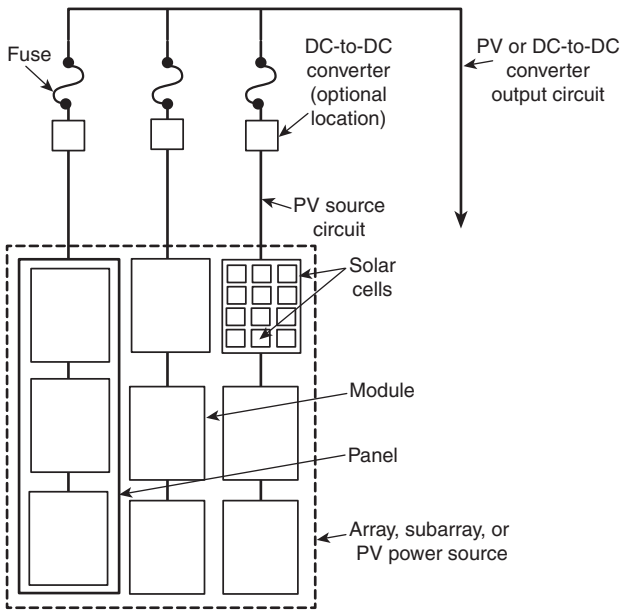 Fuse
DC-to-DC
converter
(optional
location)
PV or DC-to-DC
converter
output circuit
PV source
circuit
Solar
cells
Module
Panel
Array, subarray, or
PV power source